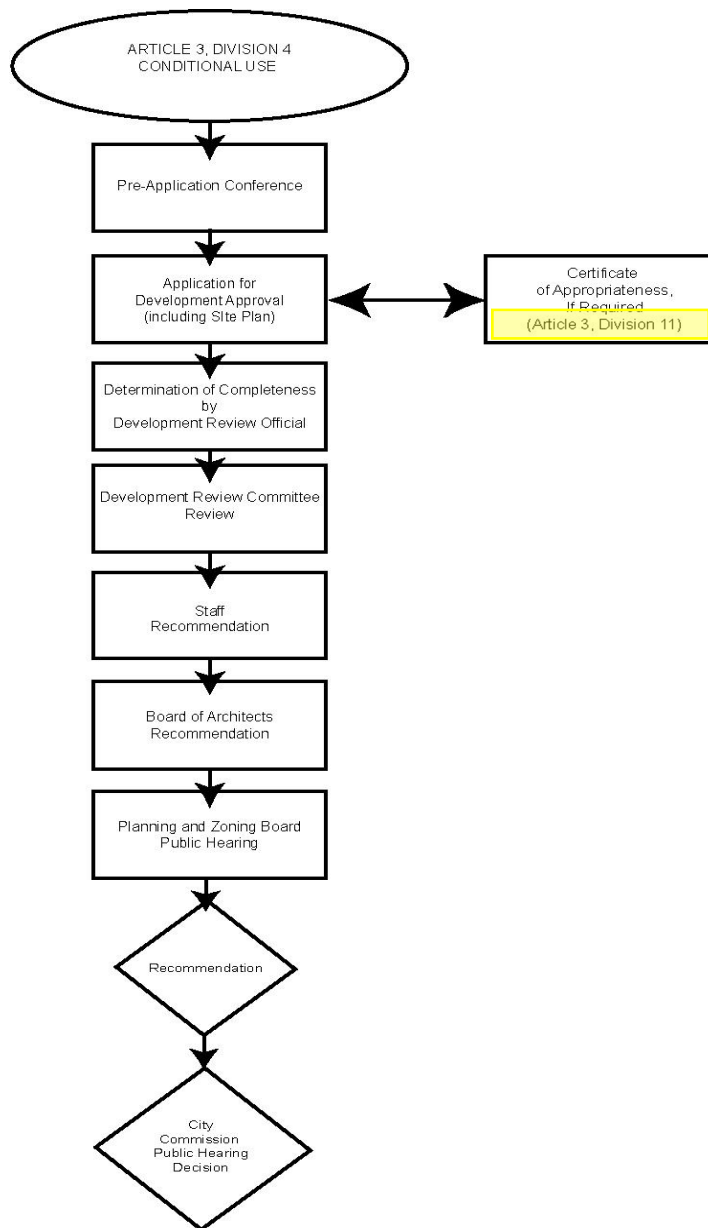 ARTICLE 3, DIVISION 4
CONDITIONAL USE
Pre-Application Conference
Application for
Development Approval
(including SIte Plan)
Certificate
of Appropriateness,
If Required
(Article 3, Division 11)
Determination of Completeness
by
Development Review Official
Development Review Committee
Review
Staff
Recommendation
Board of Architects
Recommendation
Planning and Zoning Board
Public Hearing
Recommendation
City
Commission
Public Hearing
Decision